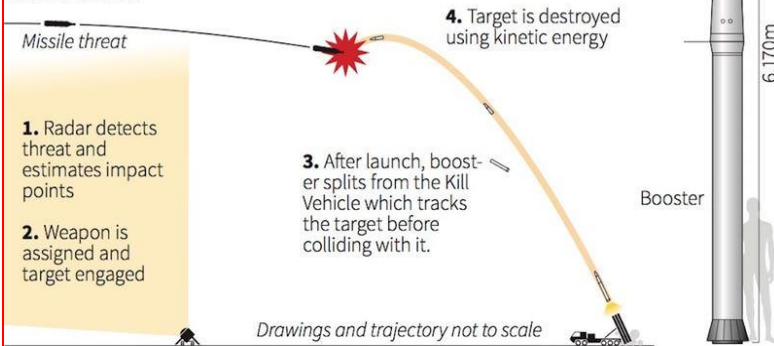 Missile threat
4. Target is destroyed
using kinetic energy
1. Radar detects
threat and
estimates impact
points
2. Weapon is
assigned and
target engaged
3. After launch, boost-
er splits from the Kill
Vehicle which tracks
the target before
colliding with it.
Booster
6.170m
Drawings and trajectory not to scale